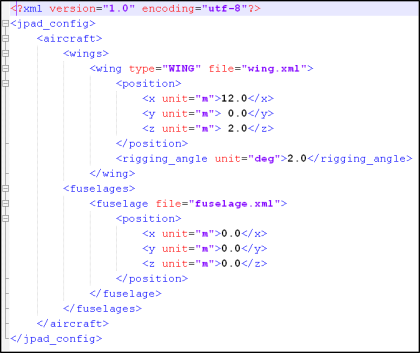 <?xml version="1.0" encoding="utf-8"?>
<jpad_config>
<aircraft>
<wings>
<wing type="WING" file="wing.xml">
<position>
<x unit="m">12.0</x>
<y unit="m"> 0.0</y>
<z unit="m"> 2.0</z>
</position>
<rigging_angle unit="deg">2.0</rigging_angle>
</wing>
<fuselages>
<fuselage file="fuselage.xml">
<position>
<x unit="m">0.0</x>
<y unit="m">0.0</y>
<z unit="m">0.0</z>
</position>
</fuselage>
</fuselages>
</aircraft>
</jpad_config>